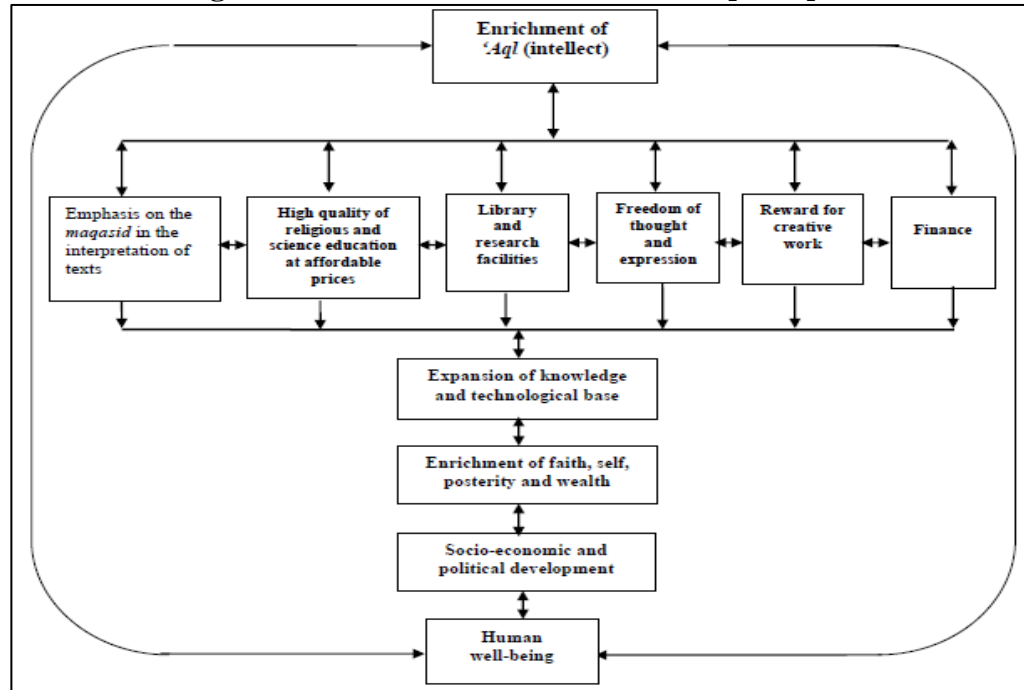 Enrichment of
‘Aql (intellect)
Emphasis on the
maqasid in the
interpretation of
texts
High quality of
religious and
science education
at affordable
prices
Library
and
research
facilities
Freedom of
thought
and
expression
Reward for
creative
work
Finance
Expansion of knowledge
and technological base
Enrichment of faith, self,
posterity and wealth
Socio-economic and
political development
Human
well-being